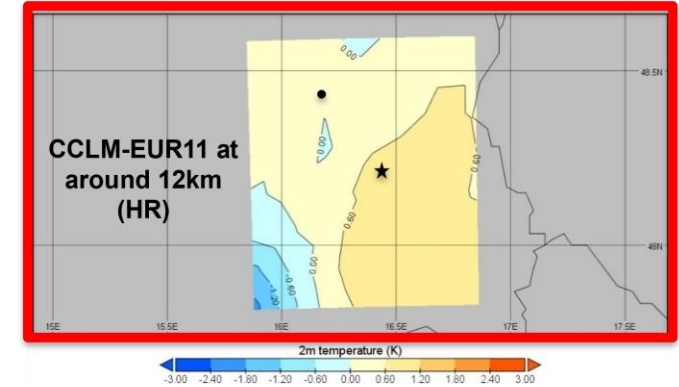 0.00
48.5N
CCLM-EUR11 at
around 12km
(HR)
0.00
0.60
0.60
0.00
-0.60
-1.20
48N
15E 15.5E 16E 16.5E 17E 17.5E
2m temperature (K)
-3.00 -2.40 -1.80 -1.20 -0.60 0.00 0.60 1.20 1.80 2.40 3.00